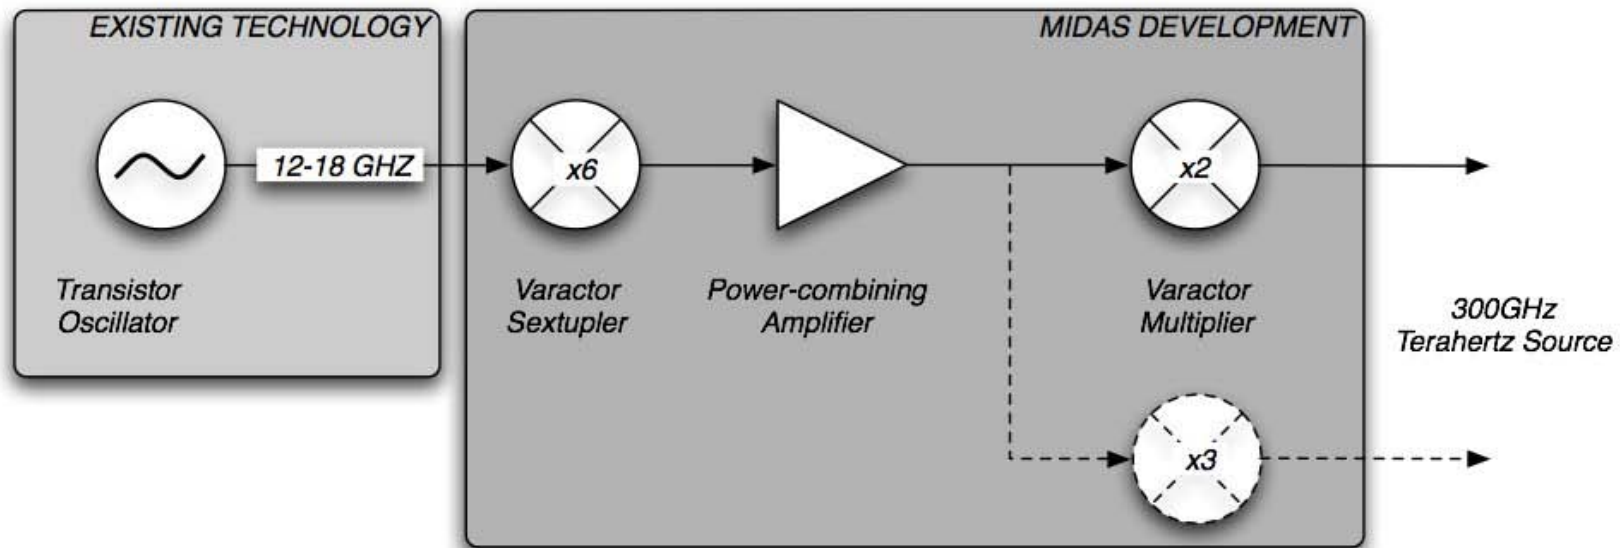 EXISTING TECHNOLOGY
MIDAS DEVELOPMENT
12-18 GHZ
x6
x2
Transistor
Oscillator
Varactor
Sextupler
Power-combining
Amplifier
Varactor
Multiplier
300GHz
Terahertz Source
x3